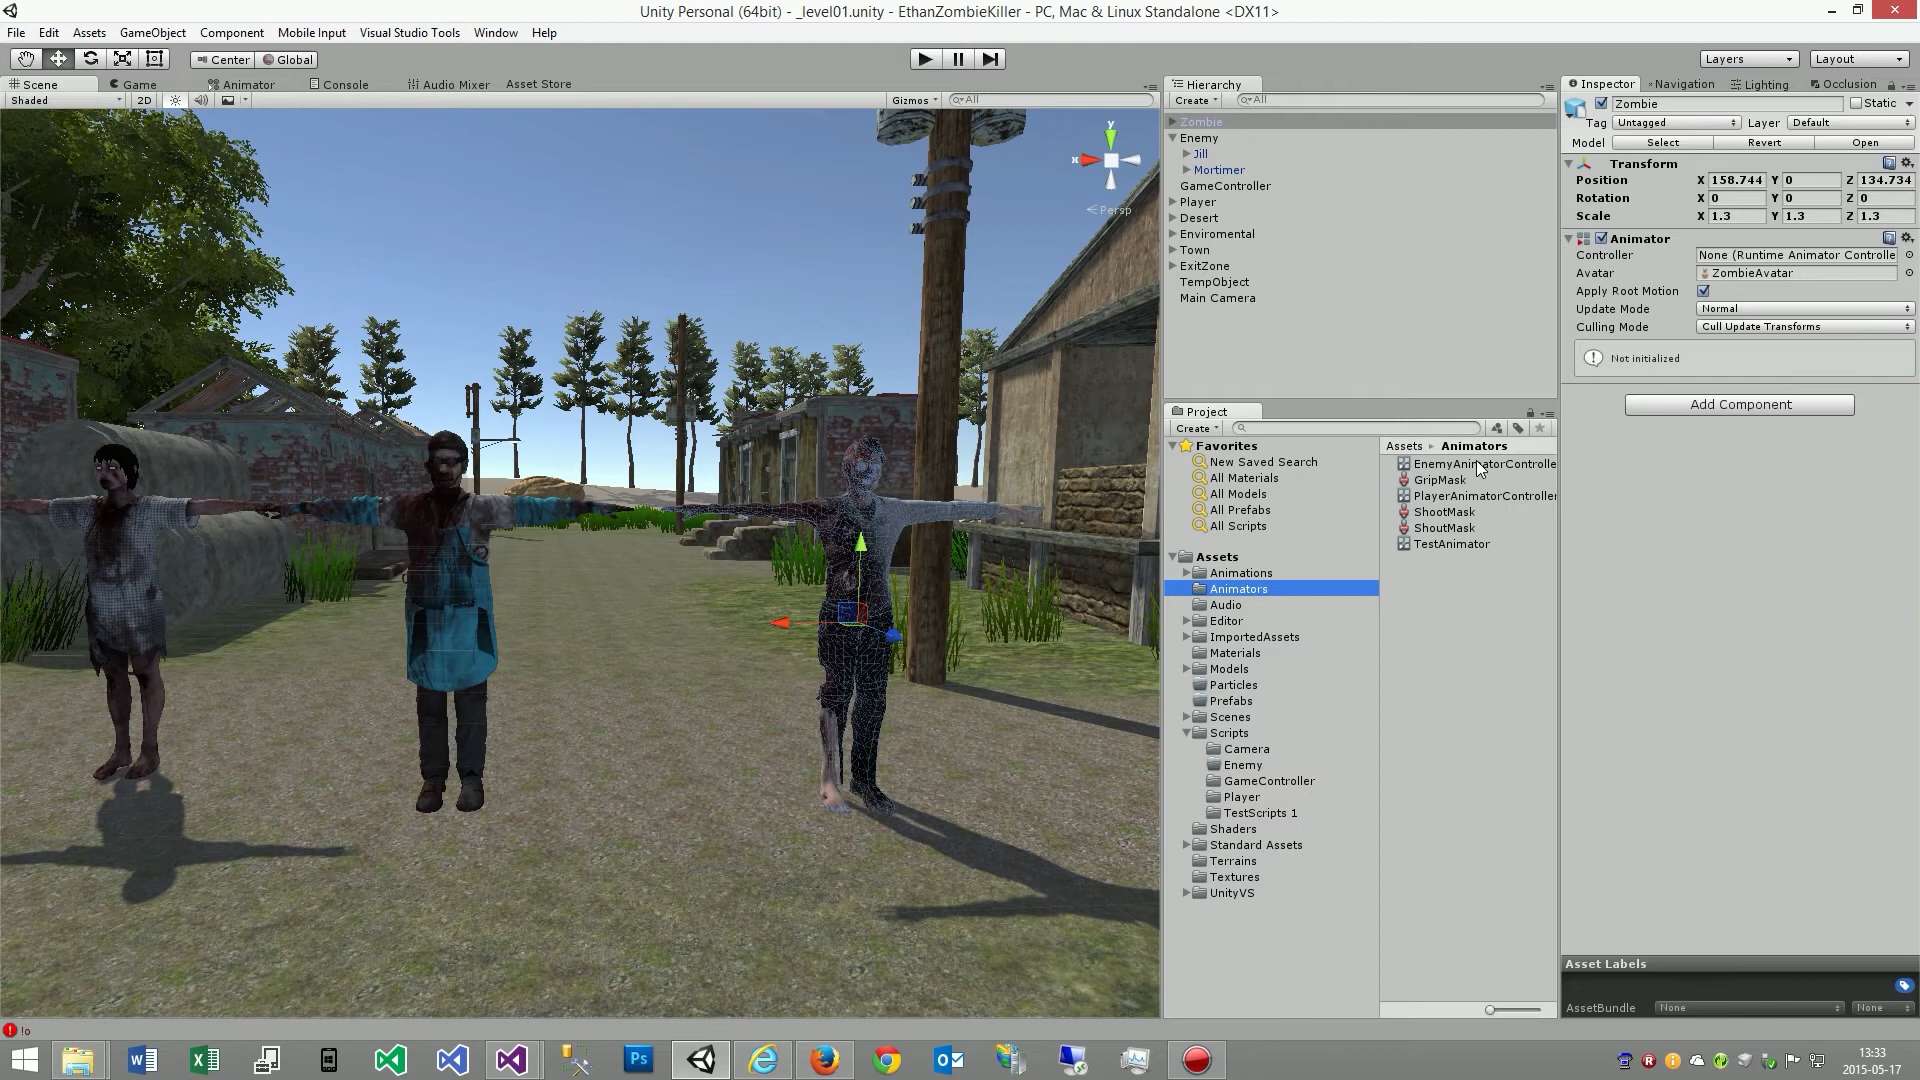 Unity Personal (64bit) - _level01.unity - EthanZombieKiller - PC, Mac & Linux Standalone <DX11>
File Edit Assets GameObject Component Mobile Input Visual Studio Tools Window Help
Center Global
Layers Layout
Scene Game Animator Console Audio Mixer Asset Store
Shaded 2D Gizmos All
y
x
Persp
Hierarchy
Create All
Zombie
Enemy
Jill
Mortimer
GameController
Player
Desert
Enviromental
Town
ExitZone
TempObject
Main Camera
Project
Create
Favorites
New Saved Search
All Materials
All Models
All Prefabs
All Scripts
Assets
Animations
Animators
Audio
Editor
ImportedAssets
Materials
Models
Particles
Prefabs
Scenes
Scripts
Camera
Enemy
GameController
Player
TestScripts 1
Shaders
Standard Assets
Terrains
Textures
UnityVS
Assets Animators
EnemyAnimatorControlle
GripMask
PlayerAnimatorController
ShootMask
ShoutMask
TestAnimator
Inspector Navigation Lighting Occlusion
Zombie Static
Tag Untagged Layer Default
Model Select Revert Open
Transform
Position X 158.744 Y 0 Z 134.734
Rotation X 0 Y 0 Z 0
Scale X 1.3 Y 1.3 Z 1.3
Animator
Controller None (Runtime Animator Controlle
Avatar ZombieAvatar
Apply Root Motion
Update Mode Normal
Culling Mode Cull Update Transforms
Not initialized
Add Component
Asset Labels
AssetBundle None None
!o
Ps
13:33
2015-05-17